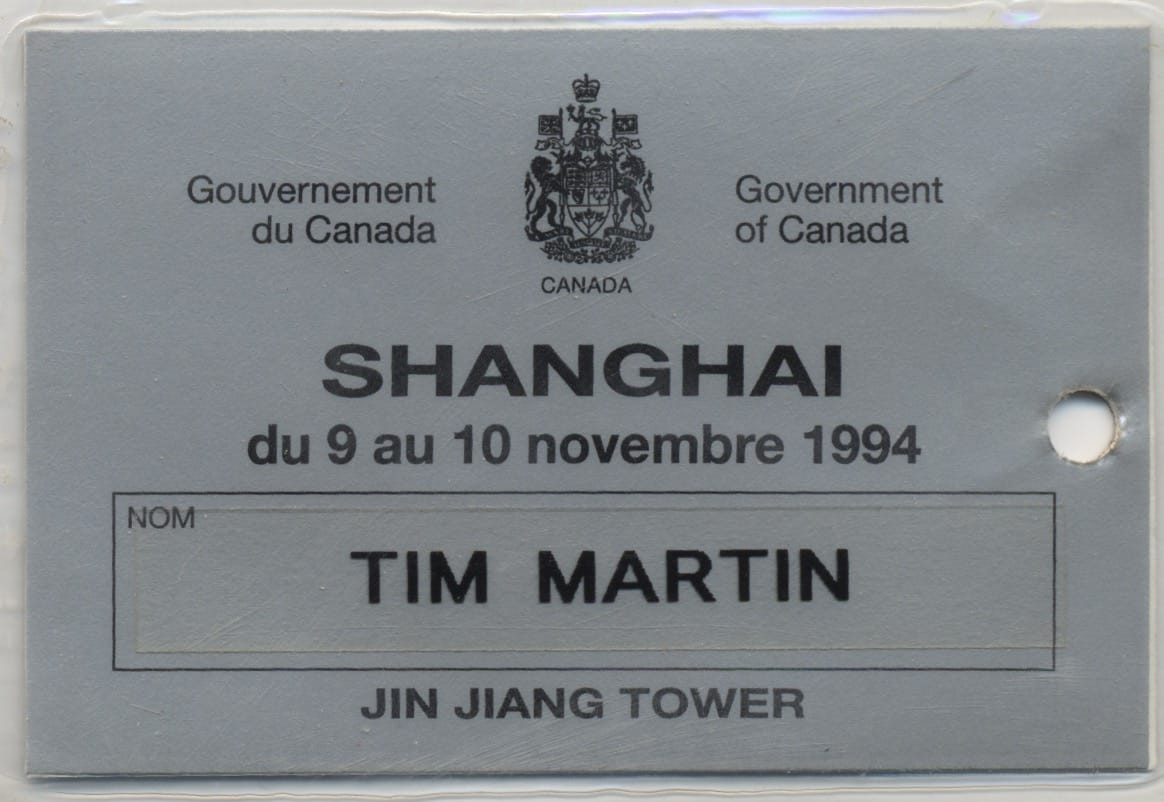 Gouvernement
du Canada
Government
of Canada
CANADA
SHANGHAI
du 9 au 10 novembre 1994
NOM
TIM MARTIN
JIN JIANG TOWER